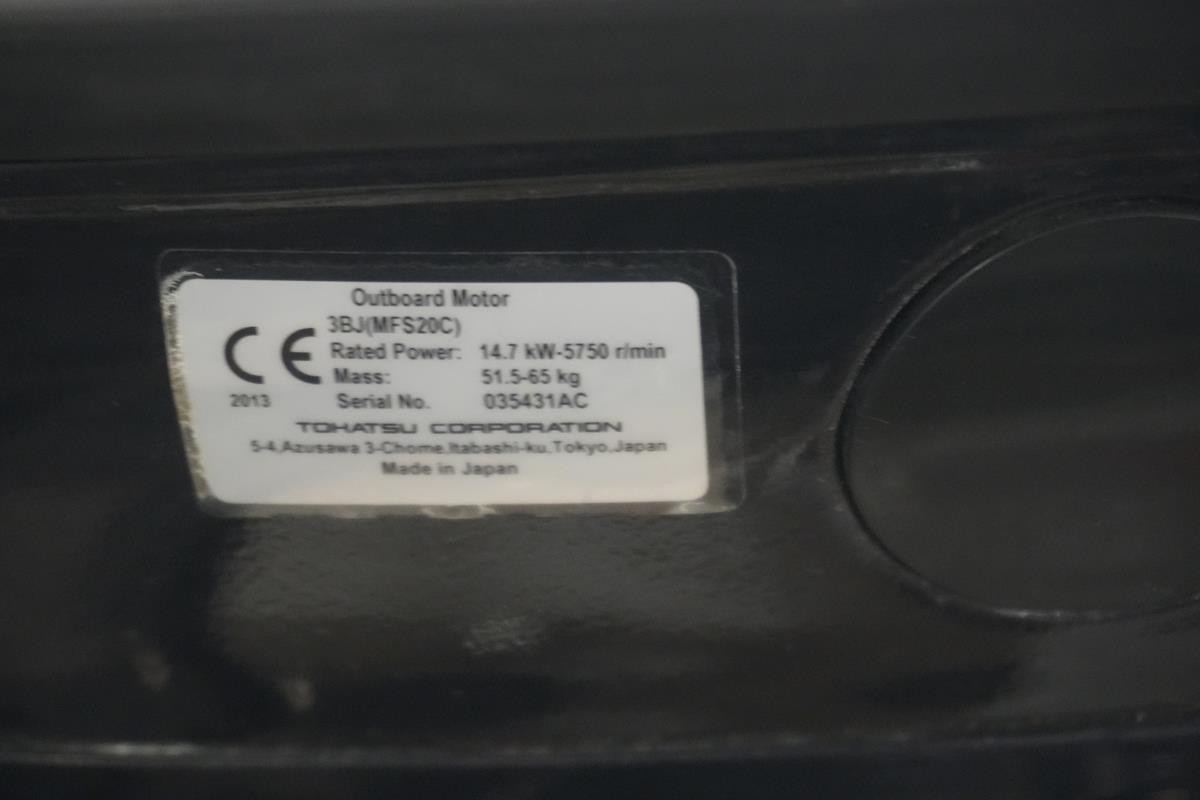 Outboard Motor
3BJ(MFS20C)
CE
Rated Power: 14.7 kW-5750 r/min
Mass: 51.5-65 kg
2013
Serial No. 035431AC
TOHATSU CORPORATION
5-4,Azusawa 3-Chome,Itabashi-ku,Tokyo,Japan
Made in Japan